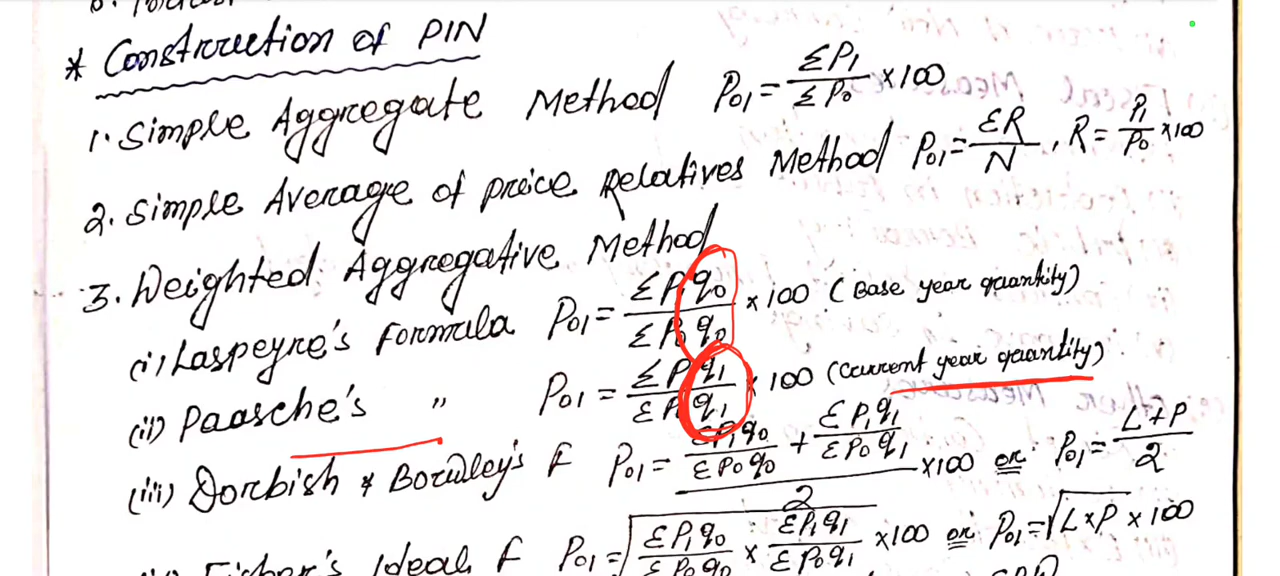 * Construction of PIN
1. Simple Aggregate Method P₀₁ = ΣP₁/ΣP₀ × 100
2. Simple Average of price Relatives Method P₀₁ = ΣR/N , R = P₁/P₀ × 100
3. Weighted Aggregative Method
(i) Laspeyre's Formula P₀₁ = ΣP₁q₀/ΣP₀q₀ × 100 (Base year quantity)
(ii) Paasche's " P₀₁ = ΣP₁q₁/ΣP₀q₁ × 100 (Current year quantity)
(iii) Dorbish & Bowley's F P₀₁ = (ΣP₁q₀/ΣP₀q₀ + ΣP₁q₁/ΣP₀q₁)/2 × 100 or P₀₁ = L+P/2
Fisher's Ideal F P₀₁ = √(ΣP₁q₀/ΣP₀q₀ × ΣP₁q₁/ΣP₀q₁) × 100 or P₀₁ = √L×P × 100